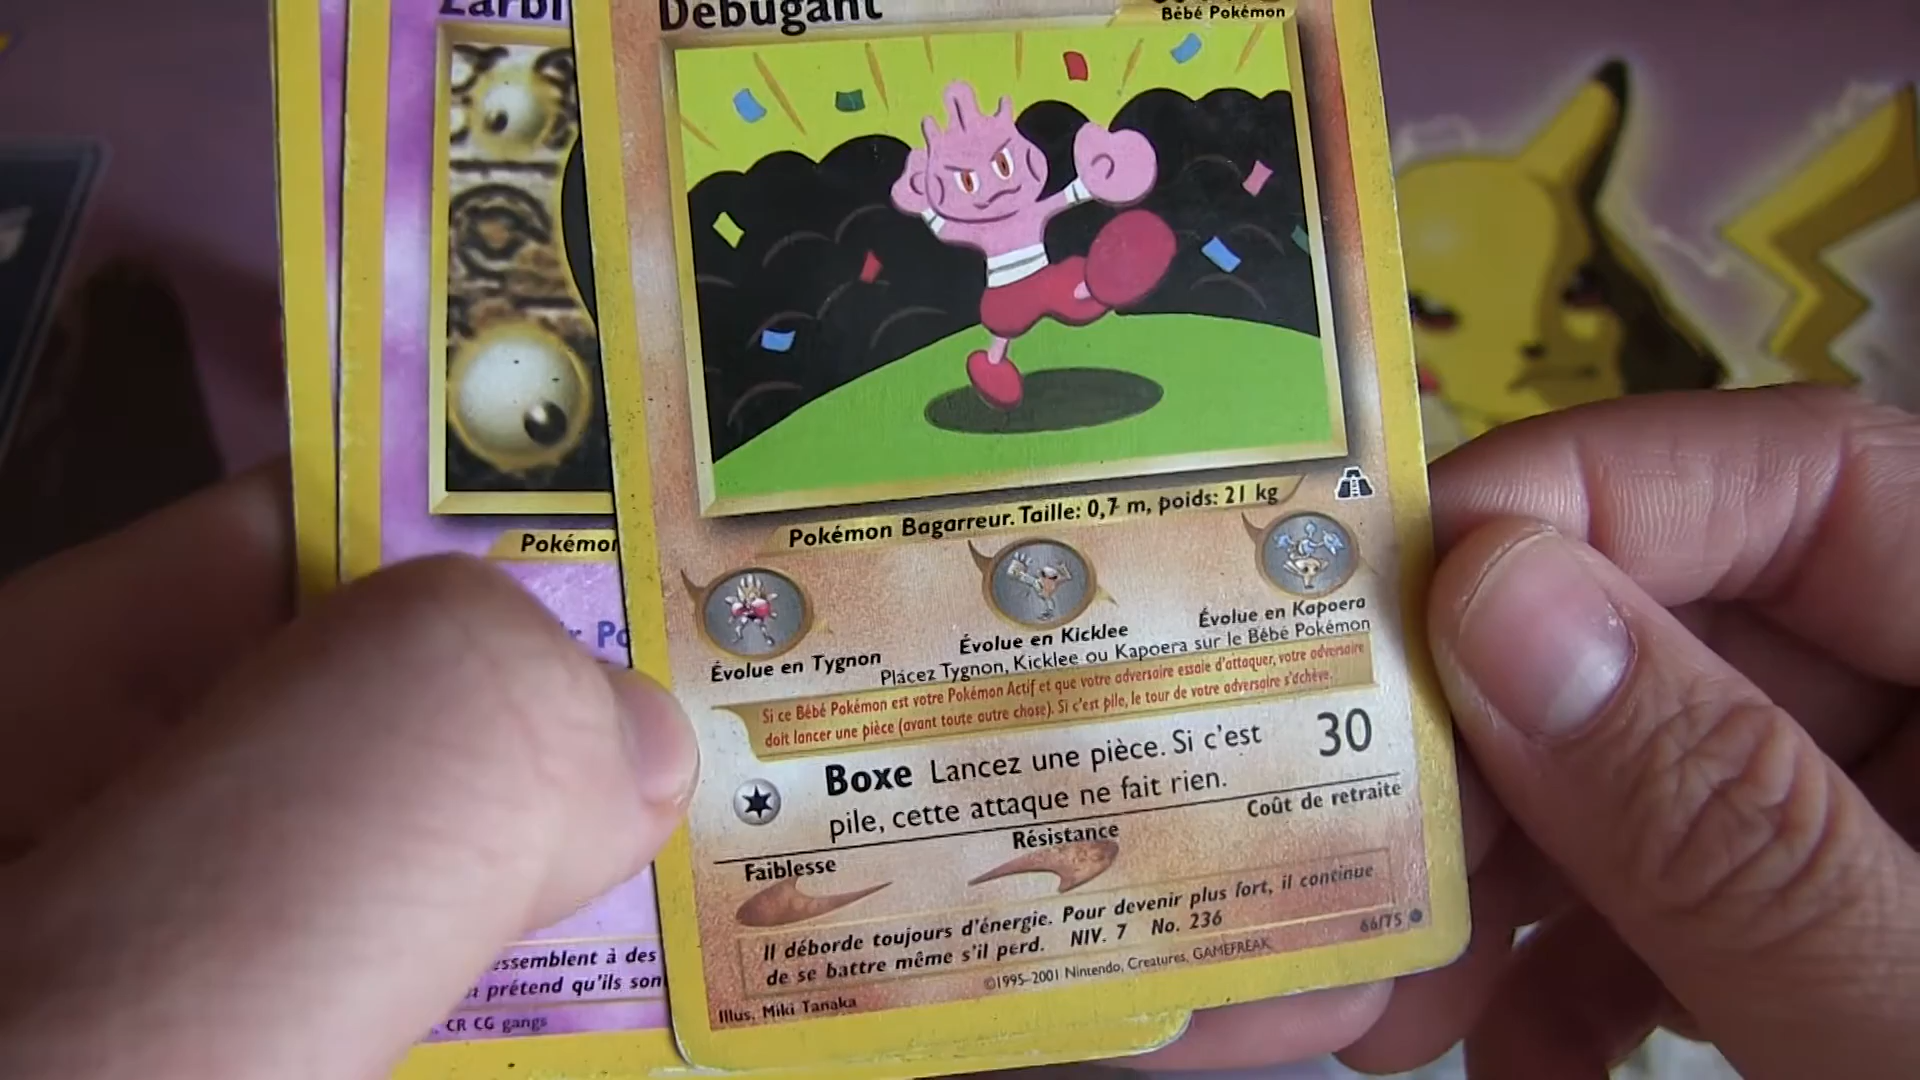 Debugant
Bébé Pokémon
Pokémon Bagarreur. Taille: 0,7 m, poids: 21 kg
Évolue en Tygnon
Évolue en Kicklee
Évolue en Kapoera
Placez Tygnon, Kicklee ou Kapoera sur le Bébé Pokémon
Si ce Bébé Pokémon est votre Pokémon Actif et que votre adversaire essaie d'attaquer, votre adversaire
doit lancer une pièce (avant toute autre chose). Si c'est pile, le tour de votre adversaire s'achève.
Boxe Lancez une pièce. Si c'est
pile, cette attaque ne fait rien.
30
Faiblesse
Résistance
Coût de retraite
Il déborde toujours d'énergie. Pour devenir plus fort, il continue
de se battre même s'il perd. NIV. 7 No. 236
66/75
Illus. Miki Tanaka
©1995-2001 Nintendo, Creatures, GAMEFREAK
Zarbi
Pokémon
r Po
essemblent à des
prétend qu'ils son
CR CG gangs